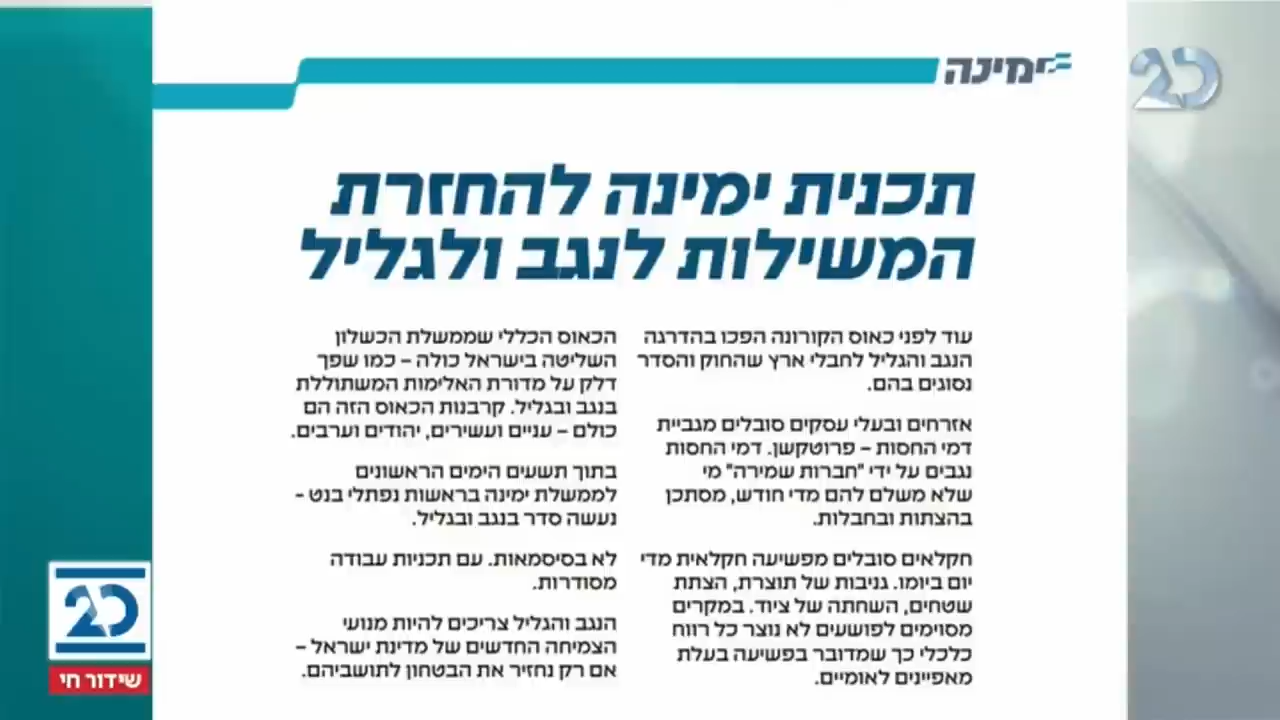 ימינה
20
תכנית ימינה להחזרת
המשילות לנגב ולגליל
עוד לפני כאוס הקורונה הפכו בהדרגה
הנגב והגליל לחבלי ארץ שהחוק והסדר
נסוגים בהם.
אזרחים ובעלי עסקים סובלים מגביית
דמי החסות – פרוטקשן. דמי החסות
נגבים על ידי "חברות שמירה" מי
שלא משלם להם מדי חודש, מסתכן
בהצתות ובחבלות.
חקלאים סובלים מפשיעה חקלאית מדי
יום ביומו. גניבות של תוצרת, הצתת
שטחים, השחתה של ציוד. במקרים
מסוימים לפושעים לא נוצר כל רווח
כלכלי כך שמדובר בפשיעה בעלת
מאפיינים לאומיים.
הכאוס הכללי שממשלת הכשלון
השליטה בישראל כולה – כמו שפך
דלק על מדורת האלימות המשתוללת
בנגב ובגליל. קרבנות הכאוס הזה הם
כולם – עניים ועשירים, יהודים וערבים.
בתוך תשעים הימים הראשונים
לממשלת ימינה בראשות נפתלי בנט -
נעשה סדר בנגב ובגליל.
לא בסיסמאות. עם תכניות עבודה
מסודרות.
הנגב והגליל צריכים להיות מנועי
הצמיחה החדשים של מדינת ישראל –
אם רק נחזיר את הבטחון לתושביהם.
20
שידור חי